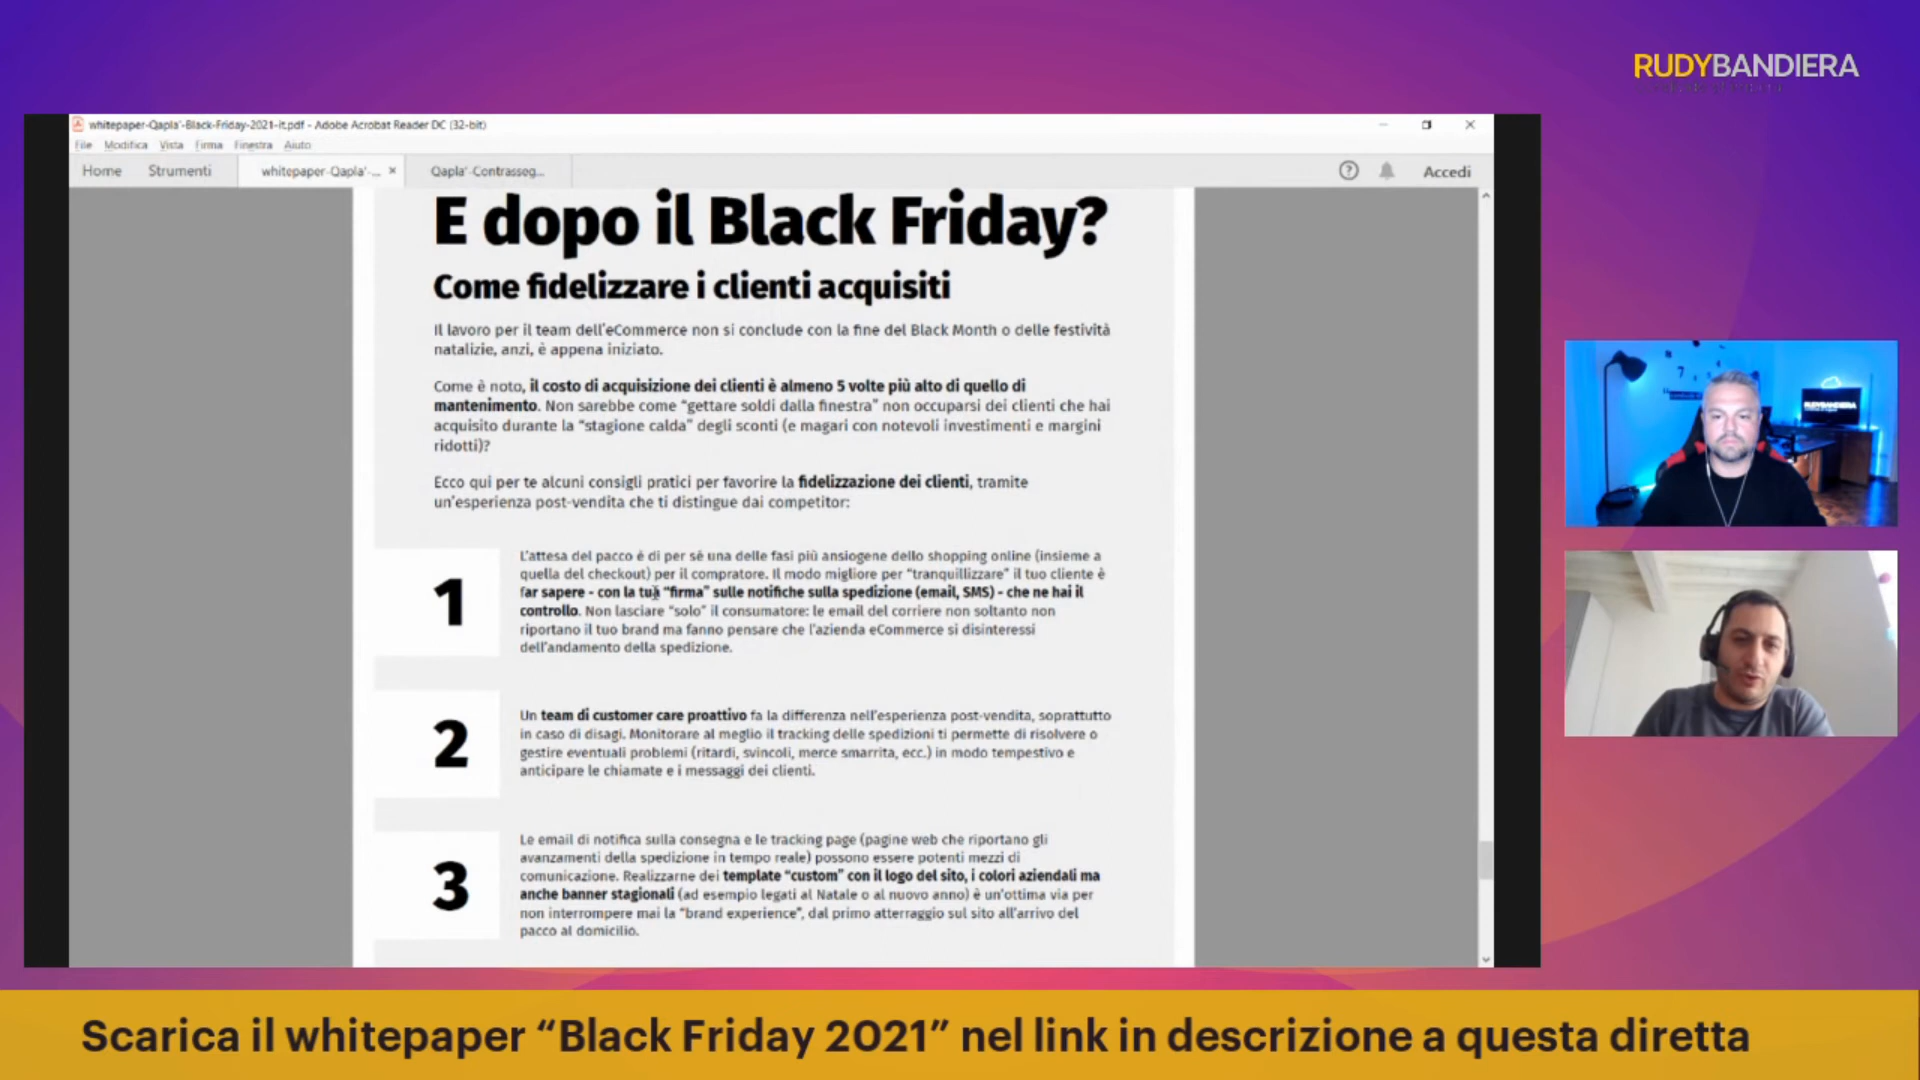 RUDYBANDIERA
whitepaper-Qapla'-Black-Friday-2021-it.pdf - Adobe Acrobat Reader DC (32-bit)
File Modifica Vista Firma Finestra Aiuto
Home Strumenti whitepaper-Qapla'-... × Qapla'-Contrasseg... Accedi
E dopo il Black Friday?
Come fidelizzare i clienti acquisiti
Il lavoro per il team dell'eCommerce non si conclude con la fine del Black Month o delle festività
natalizie, anzi, è appena iniziato.
Come è noto, il costo di acquisizione dei clienti è almeno 5 volte più alto di quello di
mantenimento. Non sarebbe come “gettare soldi dalla finestra” non occuparsi dei clienti che hai
acquisito durante la “stagione calda” degli sconti (e magari con notevoli investimenti e margini
ridotti)?
Ecco qui per te alcuni consigli pratici per favorire la fidelizzazione dei clienti, tramite
un'esperienza post-vendita che ti distingue dai competitor:
1
L'attesa del pacco è di per sé una delle fasi più ansiogene dello shopping online (insieme a
quella del checkout) per il compratore. Il modo migliore per “tranquillizzare” il tuo cliente è
far sapere - con la tua “firma” sulle notifiche sulla spedizione (email, SMS) - che ne hai il
controllo. Non lasciare “solo” il consumatore: le email del corriere non soltanto non
riportano il tuo brand ma fanno pensare che l'azienda eCommerce si disinteressi
dell'andamento della spedizione.
2
Un team di customer care proattivo fa la differenza nell'esperienza post-vendita, soprattutto
in caso di disagi. Monitorare al meglio il tracking delle spedizioni ti permette di risolvere o
gestire eventuali problemi (ritardi, svincoli, merce smarrita, ecc.) in modo tempestivo e
anticipare le chiamate e i messaggi dei clienti.
3
Le email di notifica sulla consegna e le tracking page (pagine web che riportano gli
avanzamenti della spedizione in tempo reale) possono essere potenti mezzi di
comunicazione. Realizzarne dei template “custom” con il logo del sito, i colori aziendali ma
anche banner stagionali (ad esempio legati al Natale o al nuovo anno) è un'ottima via per
non interrompere mai la “brand experience”, dal primo atterraggio sul sito all'arrivo del
pacco al domicilio.
RUDYBANDIERA
Scarica il whitepaper “Black Friday 2021” nel link in descrizione a questa diretta